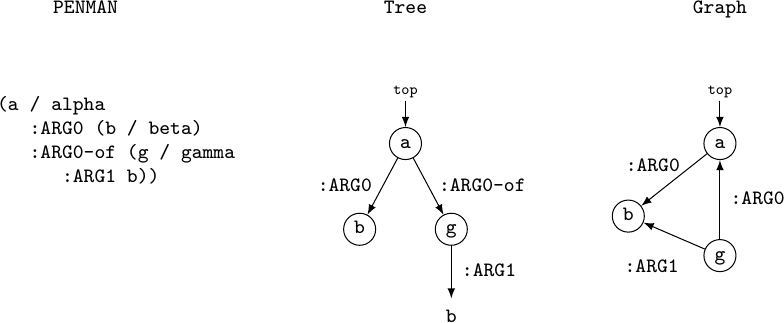 PENMAN
Tree
Graph
(a / alpha
:ARG0 (b / beta)
:ARG0-of (g / gamma
:ARG1 b))
top
a
:ARG0
:ARG0-of
b
g
:ARG1
b
top
a
:ARG0
:ARG0
b
g
:ARG1